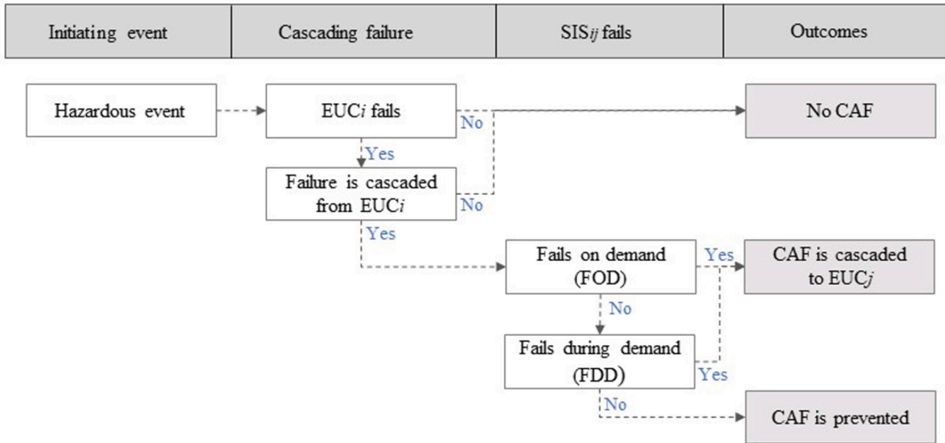 Initiating event
Cascading failure
SISij fails
Outcomes
Hazardous event
EUCi fails
No
No CAF
Yes
Failure is cascaded
from EUCi
No
Yes
Fails on demand
(FOD)
Yes
CAF is cascaded
to EUCj
No
Fails during demand
(FDD)
Yes
No
CAF is prevented